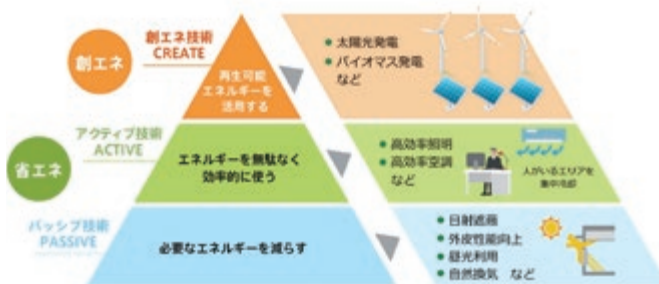 創エネ
創エネ技術
CREATE
再生可能
エネルギーを
活用する
太陽光発電
バイオマス発電
など
省エネ
アクティブ技術
ACTIVE
エネルギーを無駄なく
効率的に使う
高効率照明
高効率空調
など
人がいるエリアを
集中冷却
パッシブ技術
PASSIVE
必要なエネルギーを減らす
日射遮蔽
外皮性能向上
昼光利用
自然換気 など